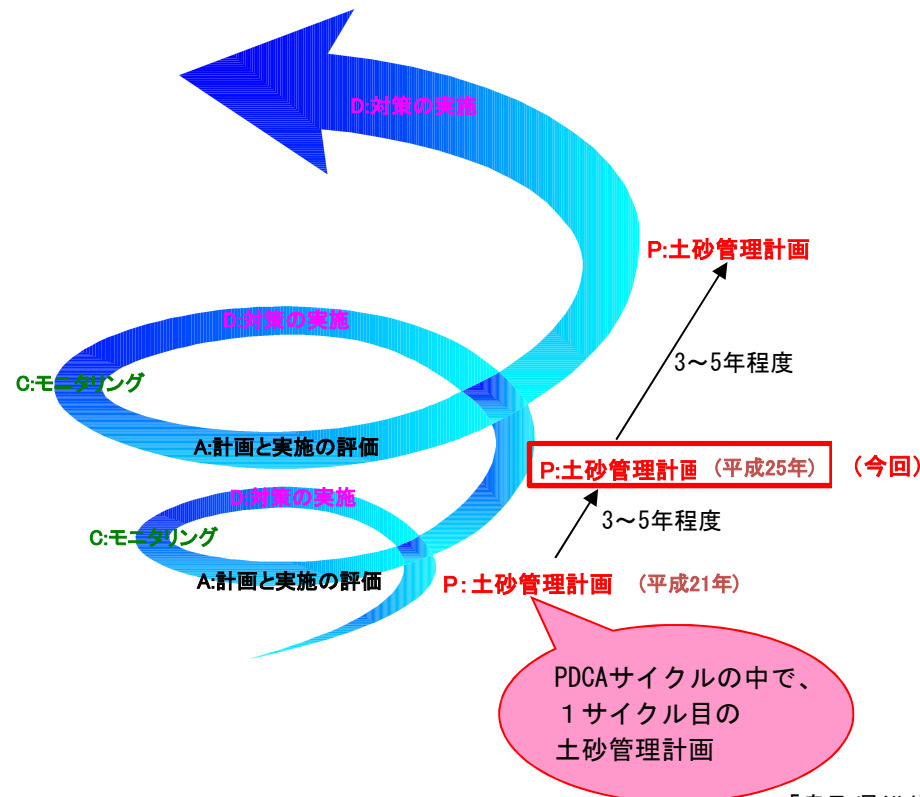 D:対策の実施
P:土砂管理計画
3～5年程度
D:対策の実施
C:モニタリング
A:計画と実施の評価
P:土砂管理計画 (平成25年) (今回)
3～5年程度
D:対策の実施
C:モニタリング
A:計画と実施の評価
P:土砂管理計画 (平成21年)
PDCAサイクルの中で、
１サイクル目の
土砂管理計画